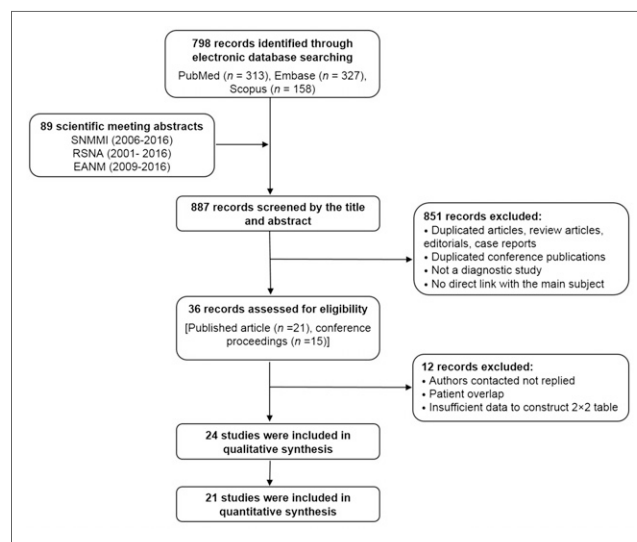 798 records identified through
electronic database searching
PubMed (n = 313), Embase (n = 327),
Scopus (n = 158)
89 scientific meeting abstracts
SNMMI (2006-2016)
RSNA (2001- 2016)
EANM (2009-2016)
887 records screened by the title
and abstract
851 records excluded:
• Duplicated articles, review articles,
editorials, case reports
• Duplicated conference publications
• Not a diagnostic study
• No direct link with the main subject
36 records assessed for eligibility
[Published article (n =21), conference
proceedings (n =15)]
12 records excluded:
• Authors contacted not replied
• Patient overlap
• Insufficient data to construct 2×2 table
24 studies were included in
qualitative synthesis
21 studies were included in
quantitative synthesis